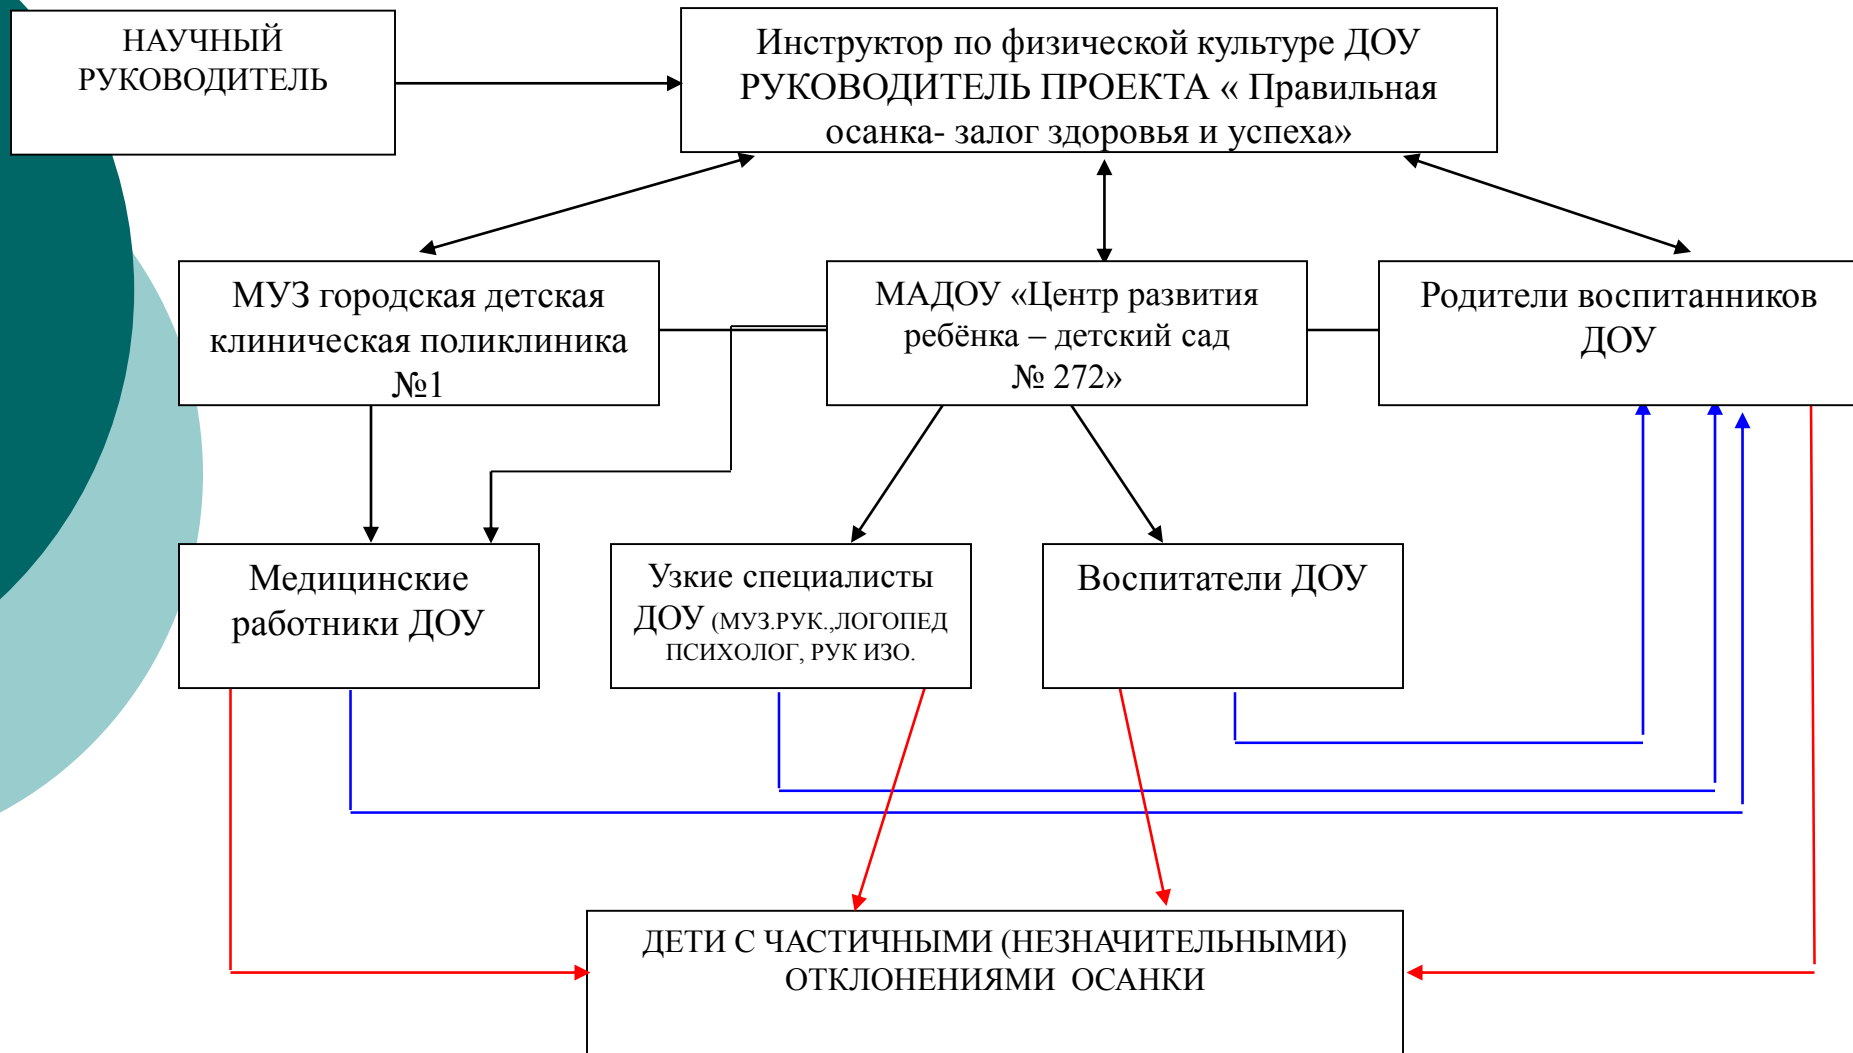 НАУЧНЫЙ
РУКОВОДИТЕЛЬ
Инструктор по физической культуре ДОУ
РУКОВОДИТЕЛЬ ПРОЕКТА « Правильная
осанка- залог здоровья и успеха»
МУЗ городская детская
клиническая поликлиника
№1
МАДОУ «Центр развития
ребёнка – детский сад
№ 272»
Родители воспитанников
ДОУ
Медицинские
работники ДОУ
Узкие специалисты
ДОУ (МУЗ.РУК.,ЛОГОПЕД
ПСИХОЛОГ, РУК ИЗО.
Воспитатели ДОУ
ДЕТИ С ЧАСТИЧНЫМИ (НЕЗНАЧИТЕЛЬНЫМИ)
ОТКЛОНЕНИЯМИ ОСАНКИ